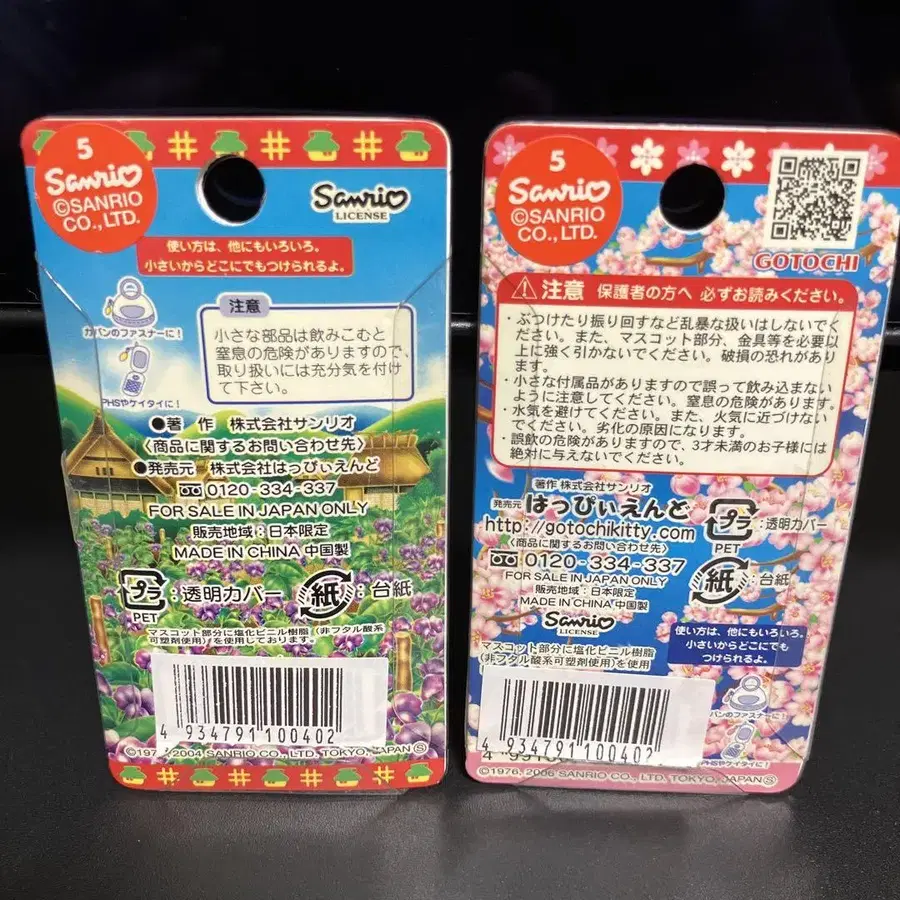 5
Sanrio
©SANRIO
CO., LTD.
Sanrio
LICENSE
使い方は、他にもいろいろ。
小さいからどこにでもつけられるよ。
カバンのファスナーに!
PHSやケイタイに!
注意
小さな部品は飲みこむと
窒息の危険がありますので、
取り扱いには充分気を付け
て下さい。
●著 作 株式会社サンリオ
〈商品に関するお問い合わせ先〉
●発売元 株式会社はっぴぃえんど
0120-334-337
FOR SALE IN JAPAN ONLY
販売地域:日本限定
MADE IN CHINA 中国製
プラ
PET
:透明カバー
紙
:台紙
マスコット部分に塩化ビニル樹脂(非フタル酸系
可塑剤使用)を使用しております。
4 934791 100402
2004 SANRIO CO., LTD. TOKYO, JAPAN Ⓢ
5
Sanrio
©SANRIO
CO., LTD.
GOTOCHI
注意 保護者の方へ 必ずお読みください。
・ぶつけたり振り回すなど乱暴な扱いはしないでく
ださい。また、マスコット部分、金具等を必要以
上に強く引かないでください。破損の恐れがあり
ます。
・小さな付属品がありますので誤って飲み込まない
ように注意してください。窒息の危険があります。
・水気を避けてください。また、火気に近づけない
でください。劣化の原因になります。
・誤飲の危険がありますので、3才未満のお子様には
絶対に与えないでください。
著作 株式会社サンリオ
発売元 はっぴぃえんど
http://gotochikitty.com
〈商品に関するお問い合わせ先〉
0120-334-337
FOR SALE IN JAPAN ONLY
販売地域:日本限定
MADE IN CHINA 中国製
プラ
PET
:透明カバー
紙
:台紙
Sanrio
LICENSE
マスコット部分に塩化ビニル樹脂
(非フタル酸系可塑剤使用)を使用
使い方は、他にもいろいろ。
小さいからどこにでも
つけられるよ。
バンのファスナーに!
PHSやケイタイに!
4 934791 100402
©1976, 2006 SANRIO CO., LTD. TOKYO, JAPAN Ⓢ